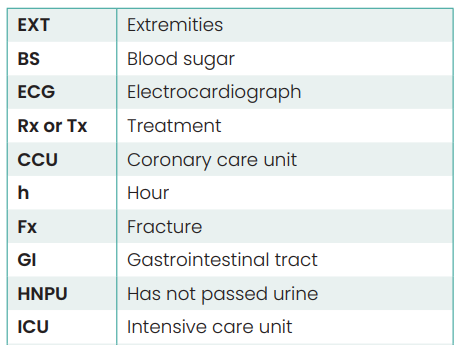 EXT Extremities
BS Blood sugar
ECG Electrocardiograph
Rx or Tx Treatment
CCU Coronary care unit
h Hour
Fx Fracture
GI Gastrointestinal tract
HNPU Has not passed urine
ICU Intensive care unit